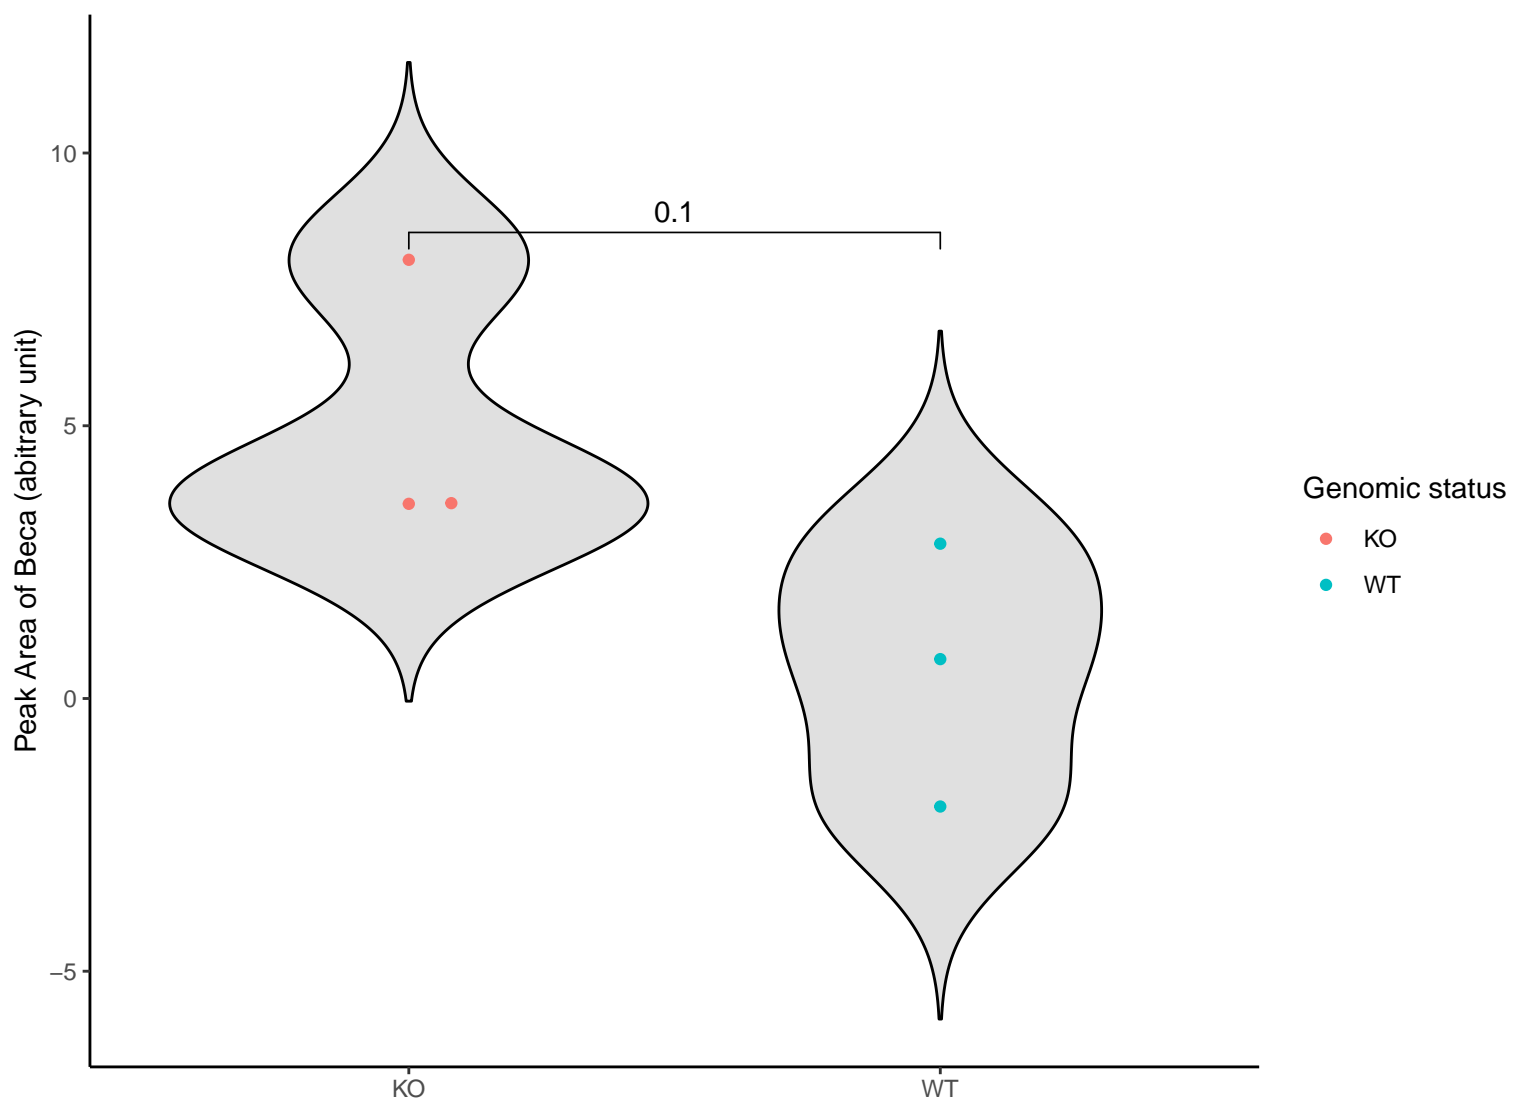 Peak Area of Beca (abitrary unit)
10
5
0
−5
0.1
KO
WT
Genomic status
KO
WT